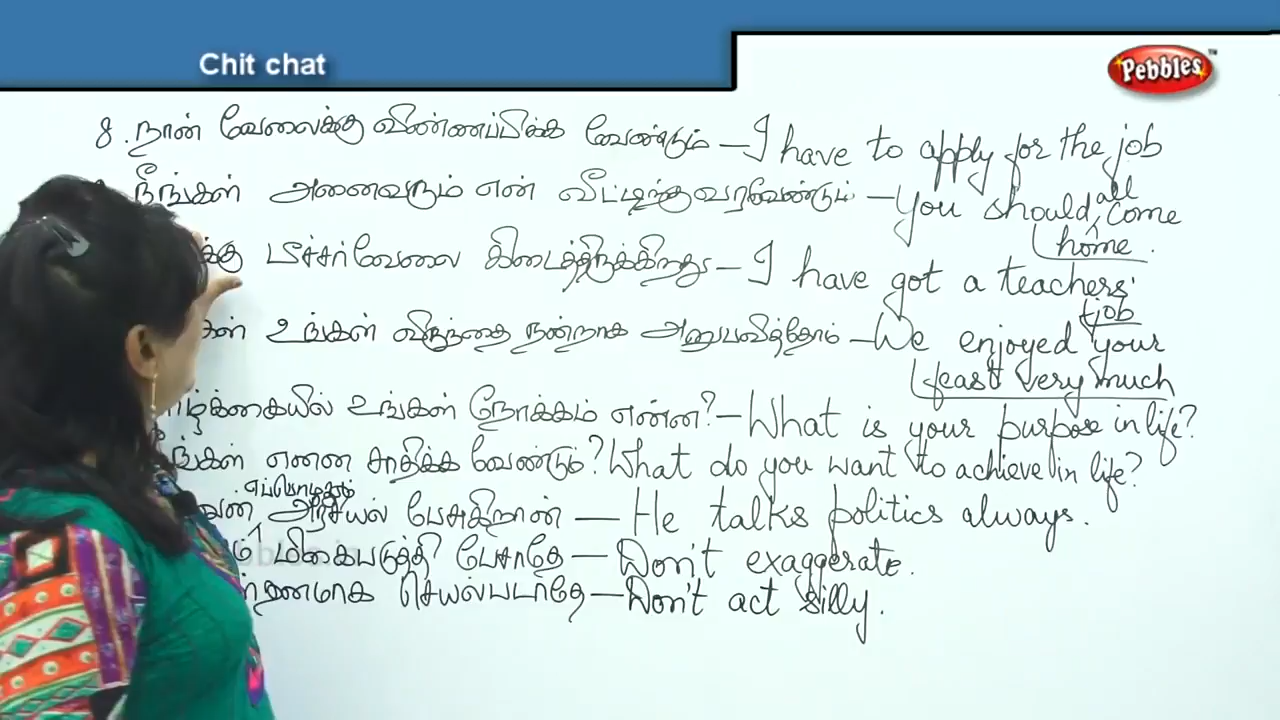 Chit chat
Pebbles
8. நான் வேலைக்கு விண்ணப்பிக்க வேண்டும் – I have to apply for the job
நீங்கள் அனைவரும் என் வீட்டிற்கு வரவேண்டும் – You should all come
home.
க்கு டீச்சர் வேலை கிடைத்திருக்கிறது – I have got a teachers'
job
கள் உங்கள் விருந்தை நன்றாக அனுபவித்தோம் – We enjoyed your
feast very much
ழ்க்கையில் உங்கள் நோக்கம் என்ன? – What is your purpose in life?
ங்கள் என்ன சாதிக்க வேண்டும்? What do you want to achieve in life?
வன் எப்பொழுதும் அரசியல் பேசுகிறான் – He talks politics always.
ம் மிகைபடுத்தி பேசாதே – Don't exaggerate.
செயல்படாதே – Don't act silly.